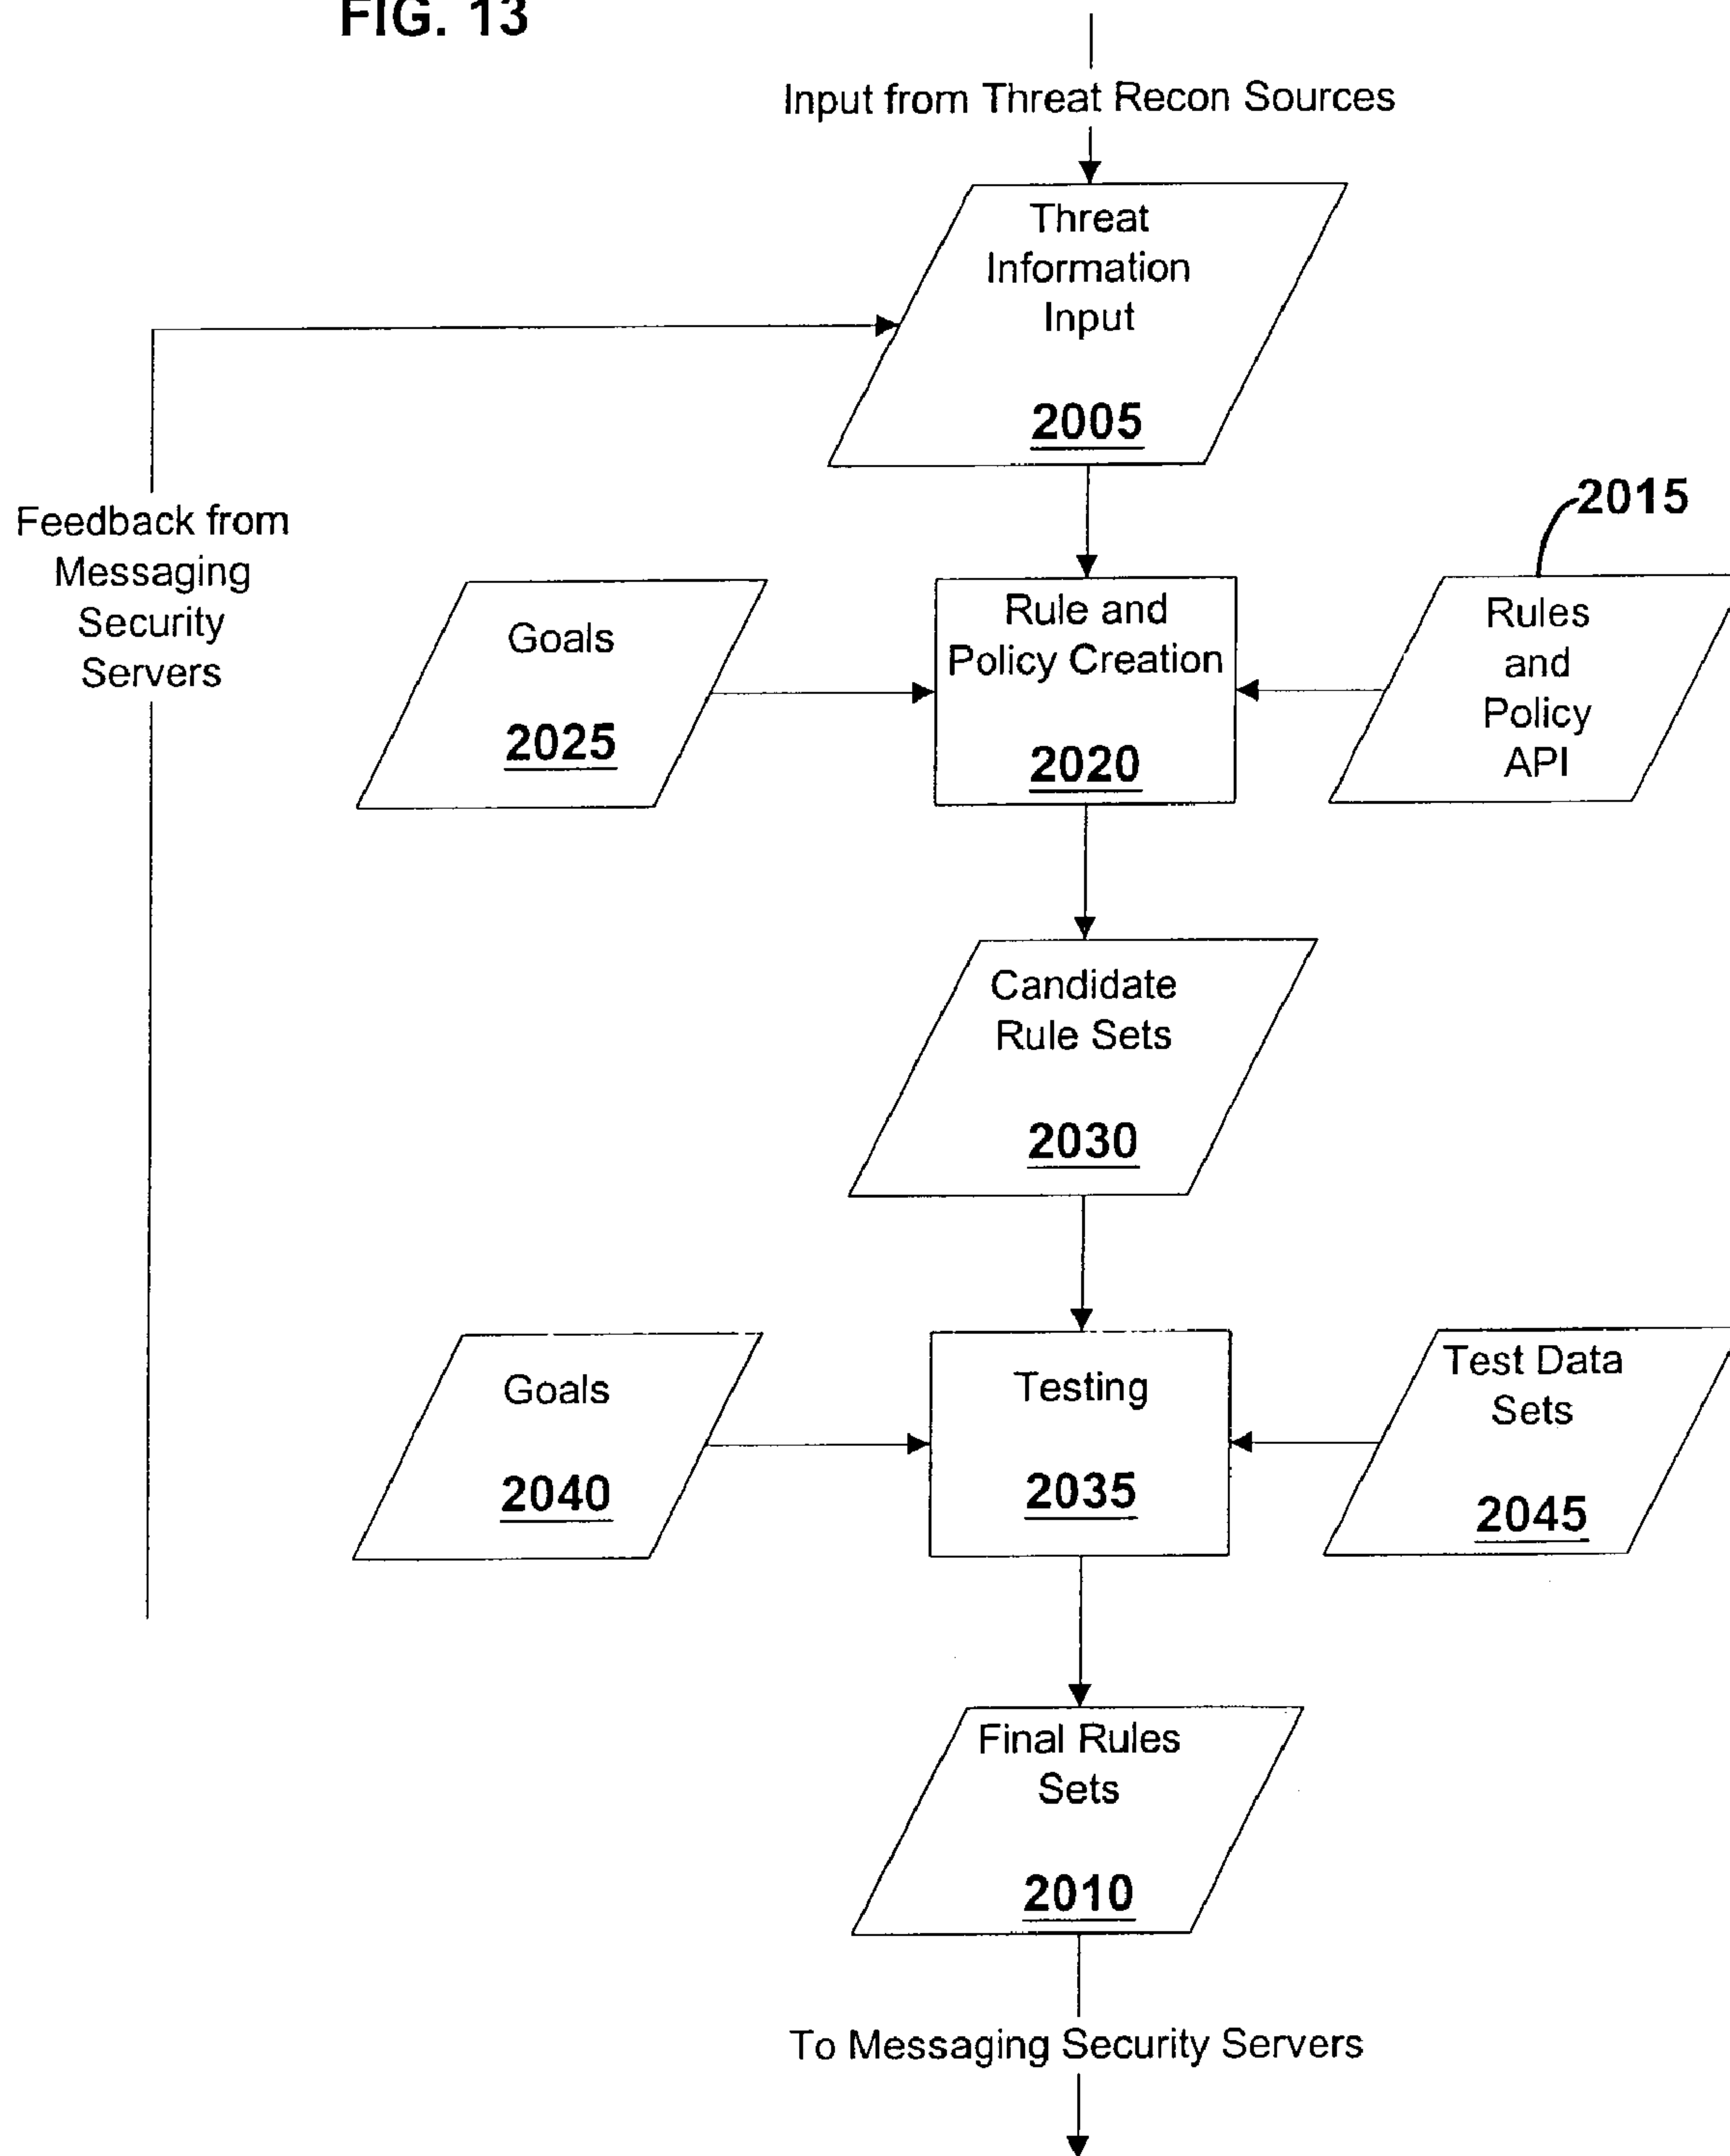 FIG. 13
Input from Threat Recon Sources
Threat
Information
Input
2005
Feedback from
Messaging
Security
Servers
2015
Goals
2025
Rule and
Policy Creation
2020
Rules
and
Policy
API
Candidate
Rule Sets
2030
Goals
2040
Testing
2035
Test Data
Sets
2045
Final Rules
Sets
2010
To Messaging Security Servers